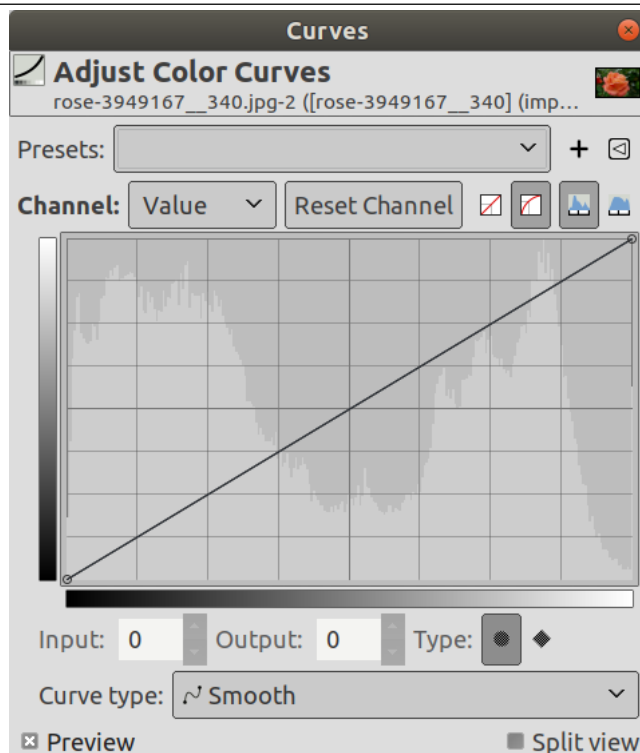 Curves
Adjust Color Curves
rose-3949167__340.jpg-2 ([rose-3949167__340] (imp...
Presets:
Channel: Value Reset Channel
Input: 0 Output: 0 Type:
Curve type: Smooth
Preview Split view